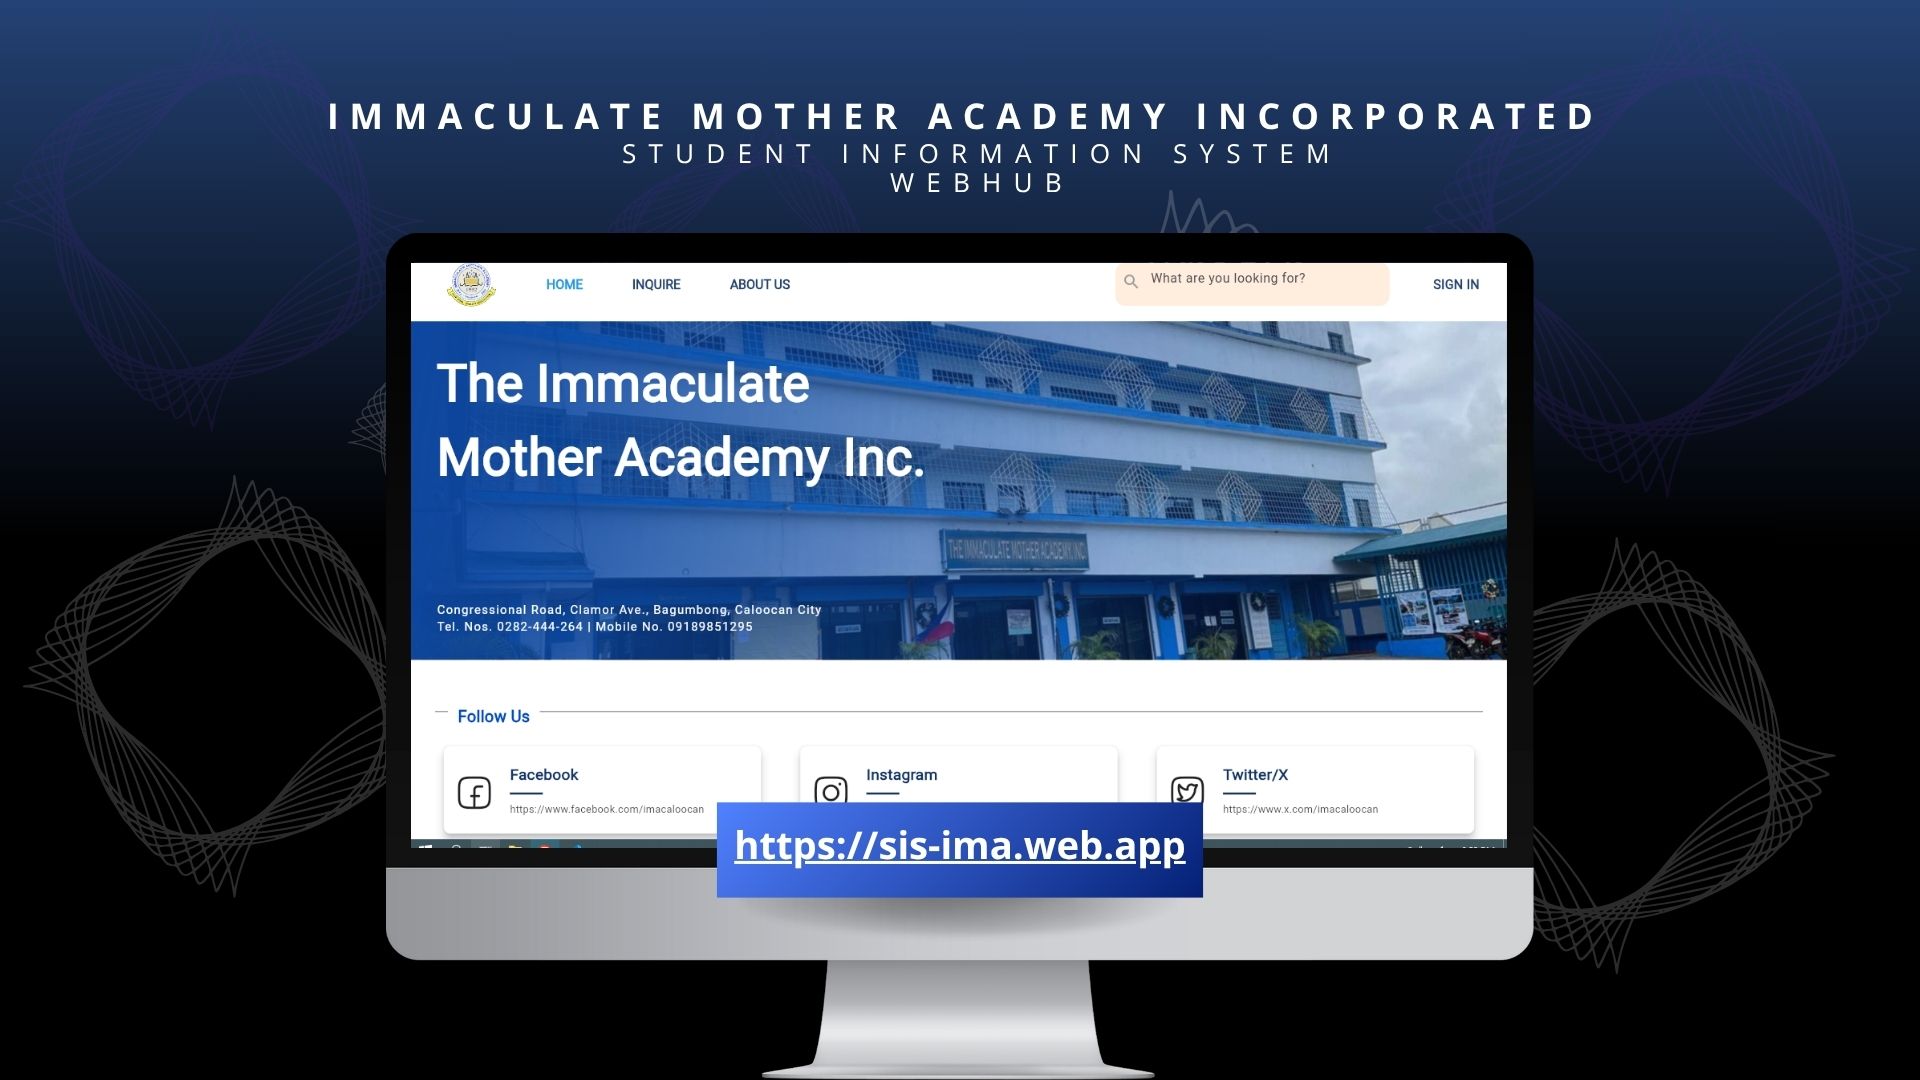 IMMACULATE MOTHER ACADEMY INCORPORATED
STUDENT INFORMATION SYSTEM
WEBHUB
HOME
INQUIRE
ABOUT US
What are you looking for?
SIGN IN
The Immaculate
Mother Academy Inc.
THE IMMACULATE MOTHER ACADEMY INC.
Congressional Road, Clamor Ave., Bagumbong, Caloocan City
Tel. Nos. 0282-444-264 | Mobile No. 09189851295
Follow Us
Facebook
https://www.facebook.com/imacaloocan
Instagram
Twitter/X
https://www.x.com/imacaloocan
https://sis-ima.web.app